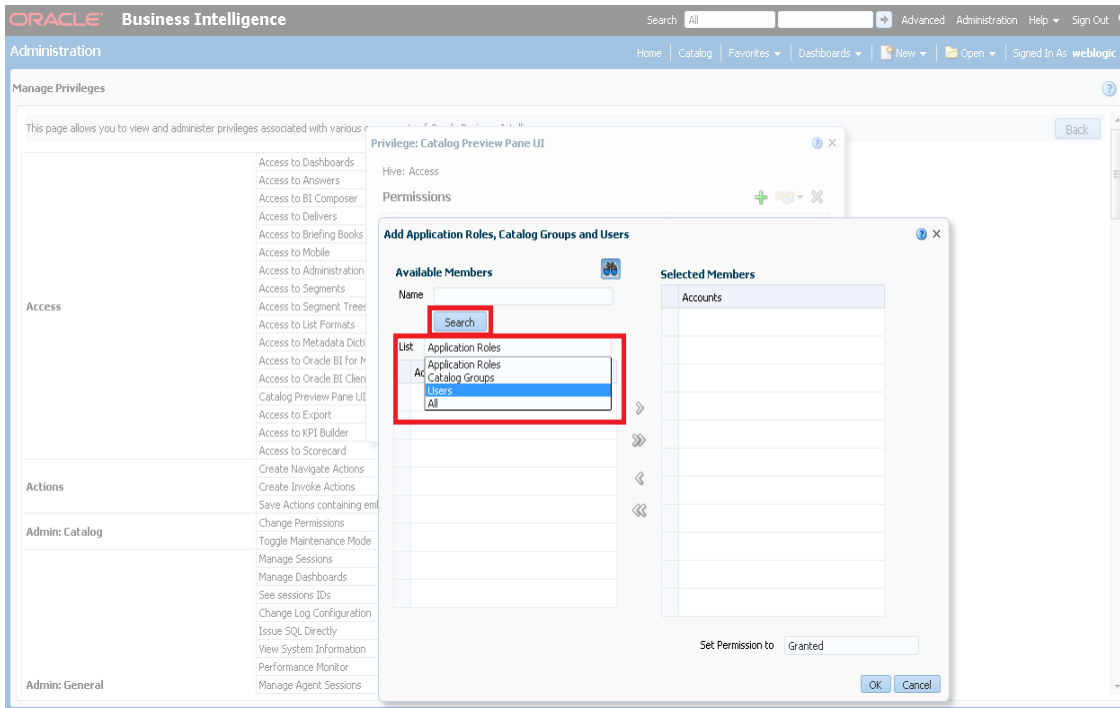 ORACLE Business Intelligence Search All Advanced Administration Help Sign Out
Administration Home Catalog Favorites Dashboards New Open Signed In As weblogic
Manage Privileges
This page allows you to view and administer privileges associated with various Back
Privilege: Catalog Preview Pane UI
Hive: Access
Permissions
Add Application Roles, Catalog Groups and Users
Available Members
Name
Search
List Application Roles
Application Roles
Catalog Groups
Users
All
Selected Members
Accounts
Set Permission to Granted
OK Cancel
Access
Access to Dashboards
Access to Answers
Access to BI Composer
Access to Delivers
Access to Briefing Books
Access to Mobile
Access to Administration
Access to Segments
Access to Segment Trees
Access to List Formats
Access to Metadata Dicti
Access to Oracle BI for M
Access to Oracle BI Clien
Catalog Preview Pane UI
Access to Export
Access to KPI Builder
Access to Scorecard
Actions
Create Navigate Actions
Create Invoke Actions
Save Actions containing em
Admin: Catalog
Change Permissions
Toggle Maintenance Mode
Admin: General
Manage Sessions
Manage Dashboards
See sessions IDs
Change Log Configuration
Issue SQL Directly
View System Information
Performance Monitor
Manage Agent Sessions